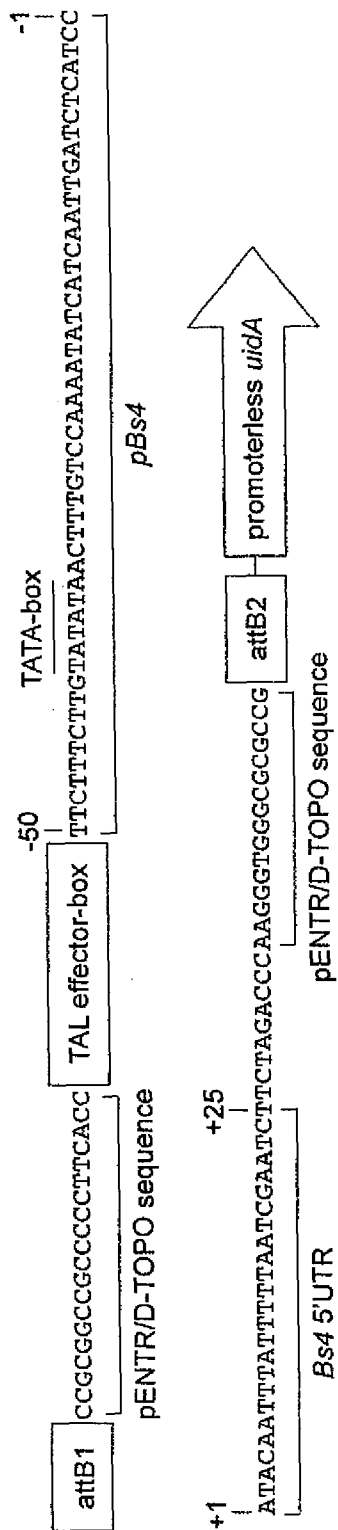 -50 TATA-box -1
attB1 CCGCGGCCGCCCCCTTCACC TAL effector-box TTCTTTCTTGTATATAACTTTGTCCAAAATATCATCAATTGATCTCATCC
pENTR/D-TOPO sequence pBs4
+1 +25
ATACAATTTATTTTTAATCGAATCTTCTAGACCCAAGGGTGGGCGCGCCG attB2 promoterless uidA
Bs4 5'UTR pENTR/D-TOPO sequence